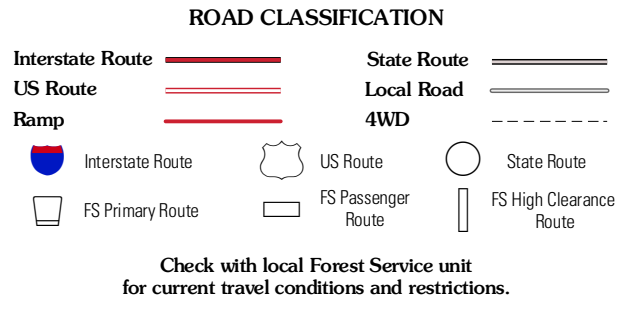 ROAD CLASSIFICATION
Interstate Route
State Route
US Route
Local Road
Ramp
4WD
Interstate Route
US Route
State Route
FS Primary Route
FS Passenger
Route
FS High Clearance
Route
Check with local Forest Service unit
for current travel conditions and restrictions.